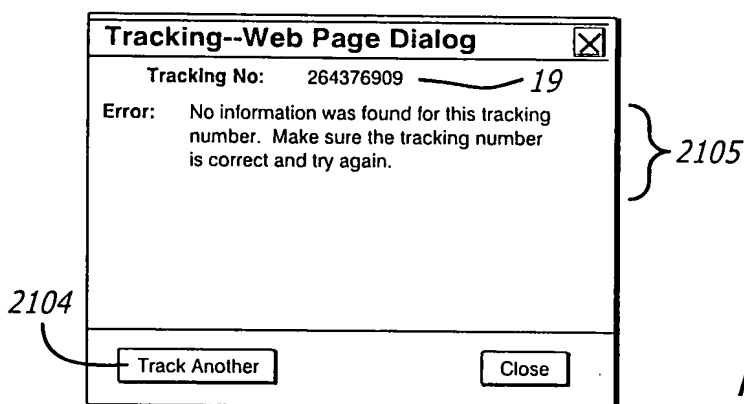 Tracking--Web Page Dialog
Tracking No: 264376909 19
Error: No information was found for this tracking
number. Make sure the tracking number
is correct and try again.
2105
2104
Track Another Close